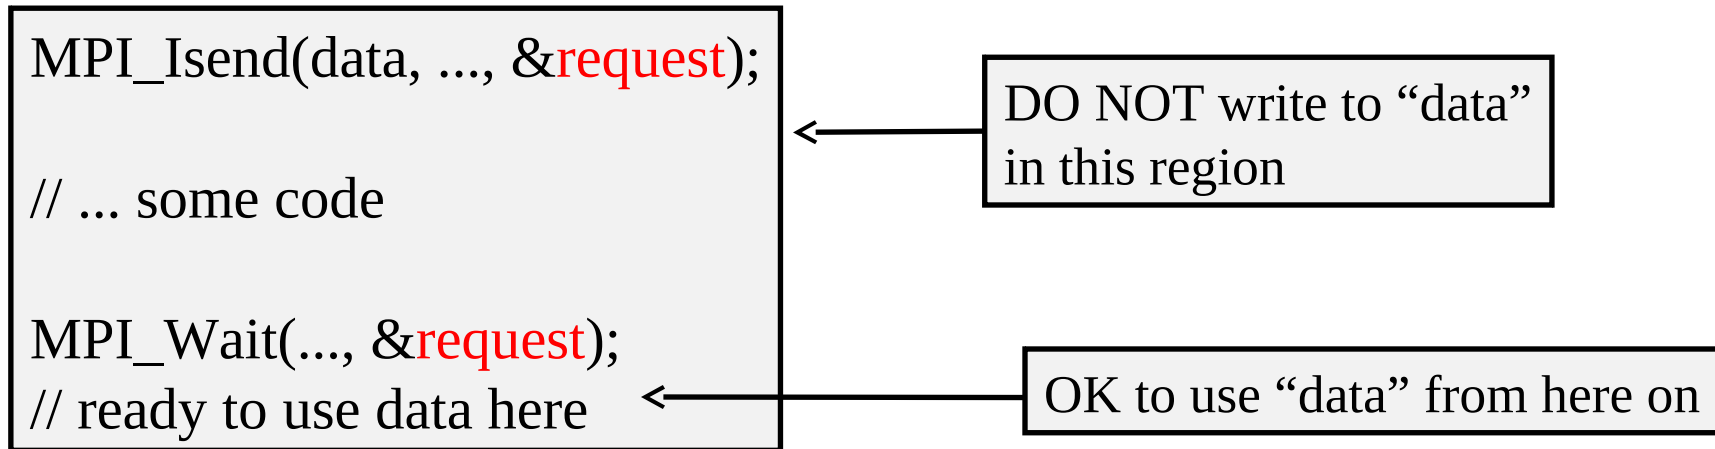 MPI_Isend(data, ..., &request);
// ... some code
MPI_Wait(..., &request);
// ready to use data here
DO NOT write to “data”
in this region
OK to use “data” from here on